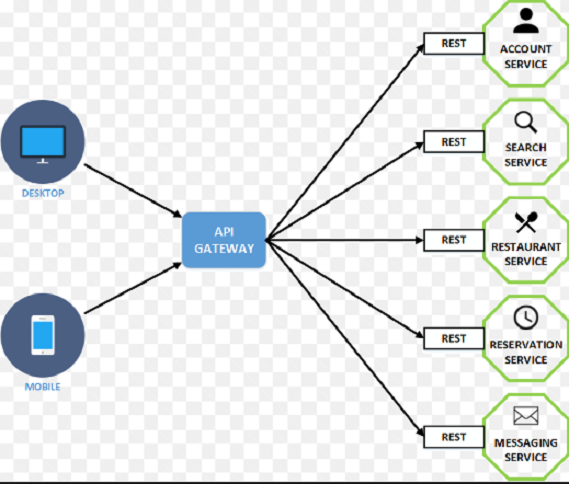 REST
ACCOUNT
SERVICE
REST
SEARCH
SERVICE
DESKTOP
API
GATEWAY
REST
RESTAURANT
SERVICE
REST
RESERVATION
SERVICE
MOBILE
REST
MESSAGING
SERVICE